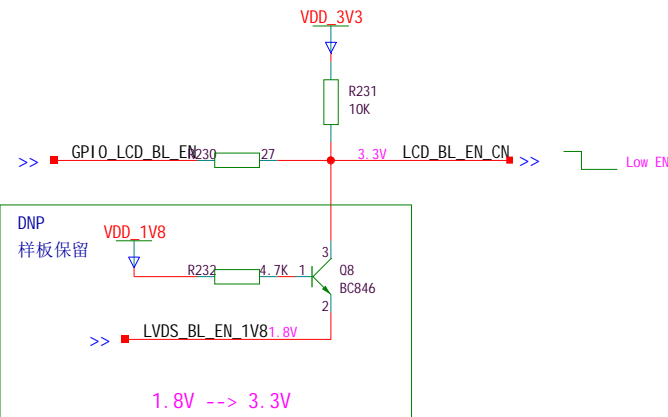 VDD_3V3
R231
10K
>> GPIO_LCD_BL_EN R230 27 3.3V LCD_BL_EN_CN >> Low EN
DNP
样板保留
VDD_1V8
R232 4.7K 1
3
Q8
BC846
2
>> LVDS_BL_EN_1V8 1.8V
1.8V --> 3.3V